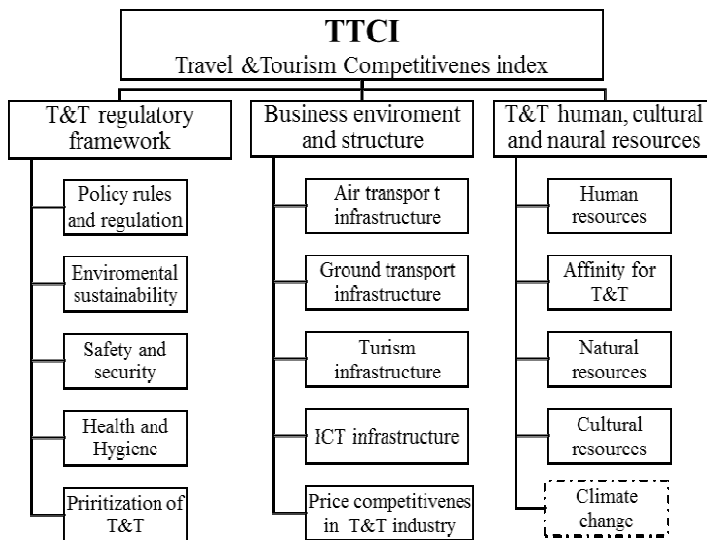 TTCI
Travel &Tourism Competitivenes index
T&T regulatory
framework
Policy rules
and regulation
Enviromental
sustainability
Safety and
security
Health and
Hygiene
Priritization of
T&T
Business enviroment
and structure
Air transpor t
infrastructure
Ground transport
infrastructure
Turism
infrastructure
ICT infrastructure
Price competitivenes
in T&T industry
T&T human, cultural
and naural resources
Human
resources
Affinity for
T&T
Natural
resources
Cultural
resources
Climate
change